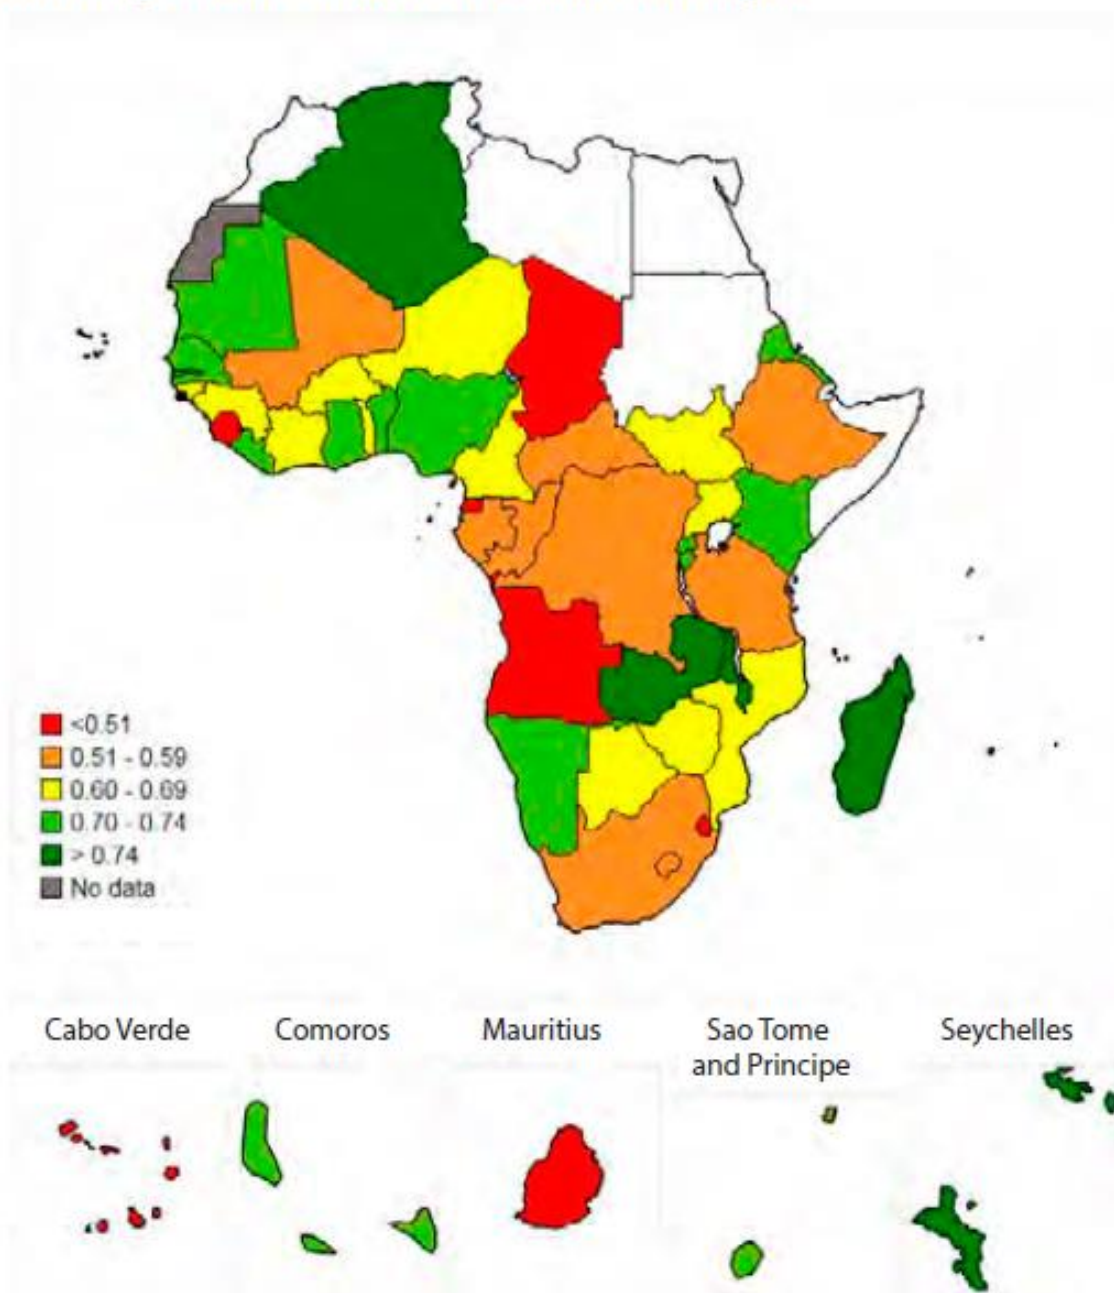 <0.51
0.51 - 0.59
0.60 - 0.69
0.70 - 0.74
> 0.74
No data
Cabo Verde
Comoros
Mauritius
Sao Tome
and Principe
Seychelles